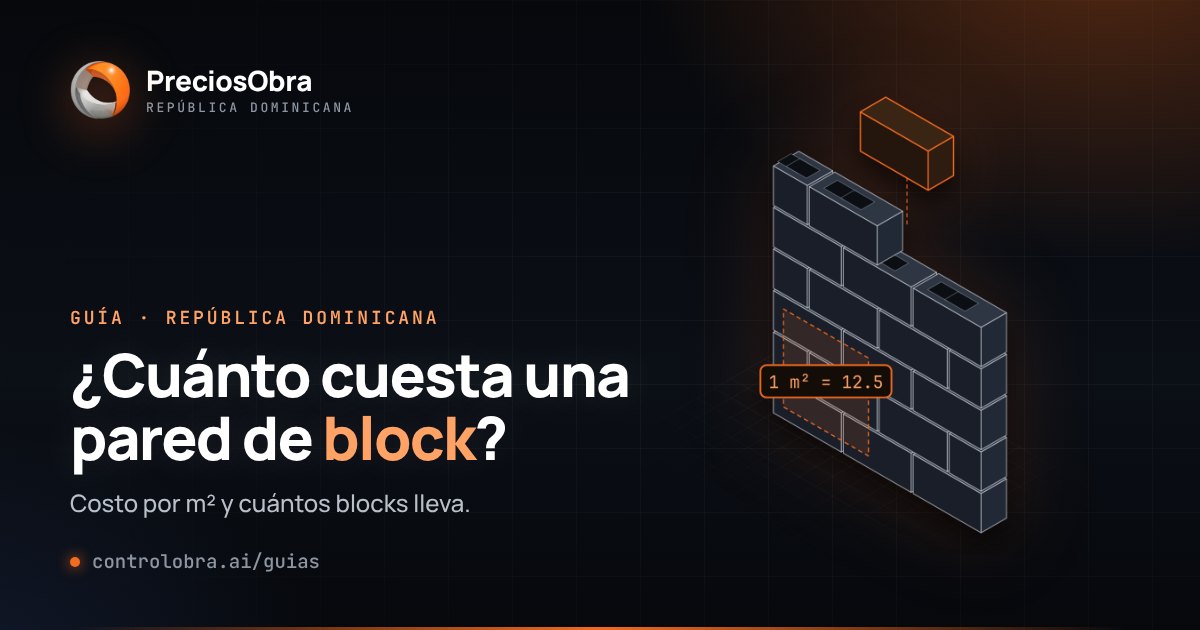 PreciosObra
REPÚBLICA DOMINICANA
GUÍA · REPÚBLICA DOMINICANA
¿Cuánto cuesta una
pared de block?
Costo por m² y cuántos blocks lleva.
controlobra.ai/guias
1 m² = 12.5